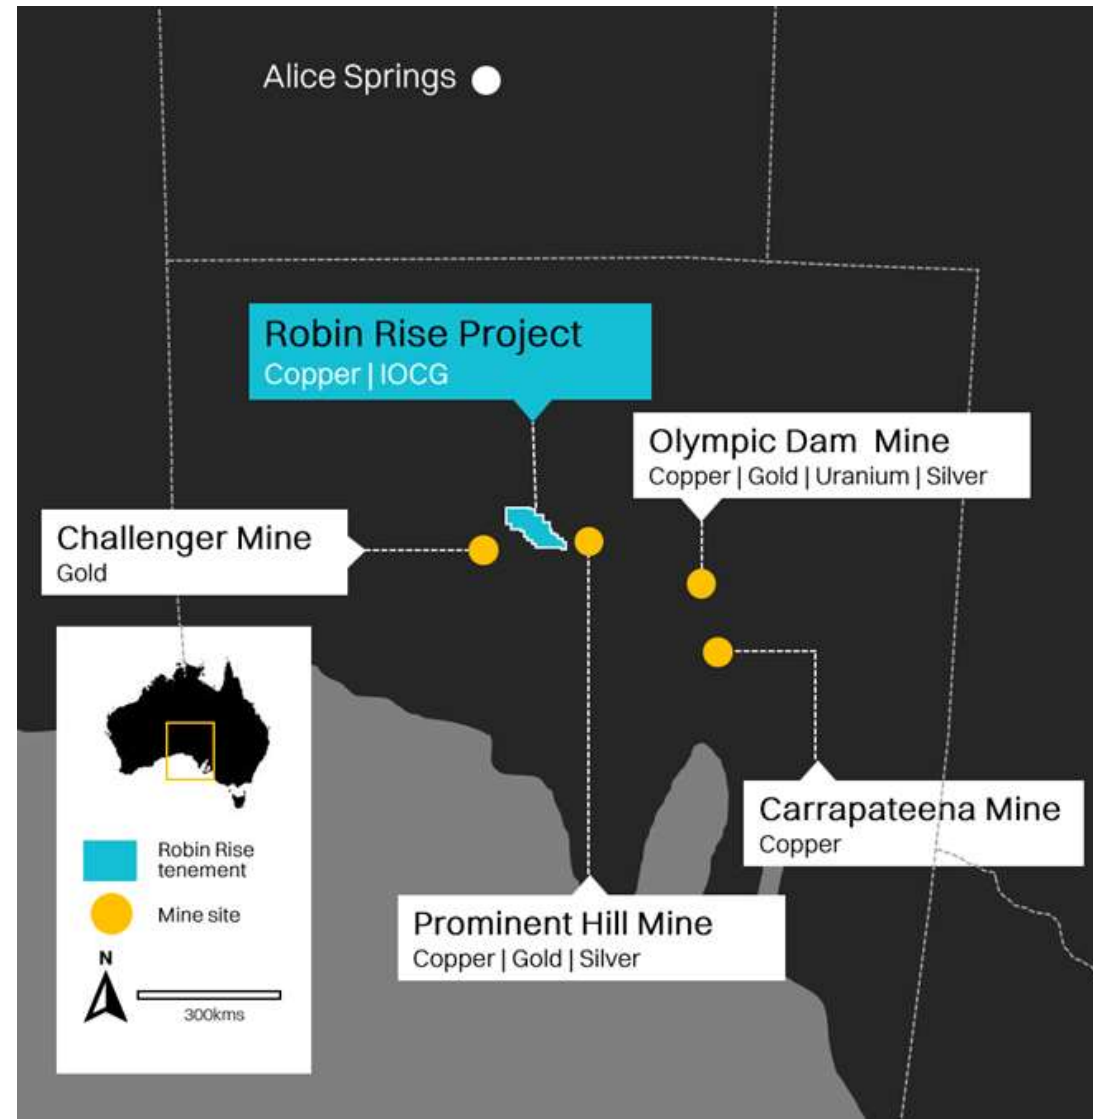 Alice Springs
Robin Rise Project
Copper | IOCG
Olympic Dam  Mine
Copper | Gold | Uranium | Silver
Challenger Mine
Gold
Carrapateena Mine
Copper
Prominent Hill Mine
Copper | Gold | Silver
Robin Rise
tenement
Mine site
N
300kms